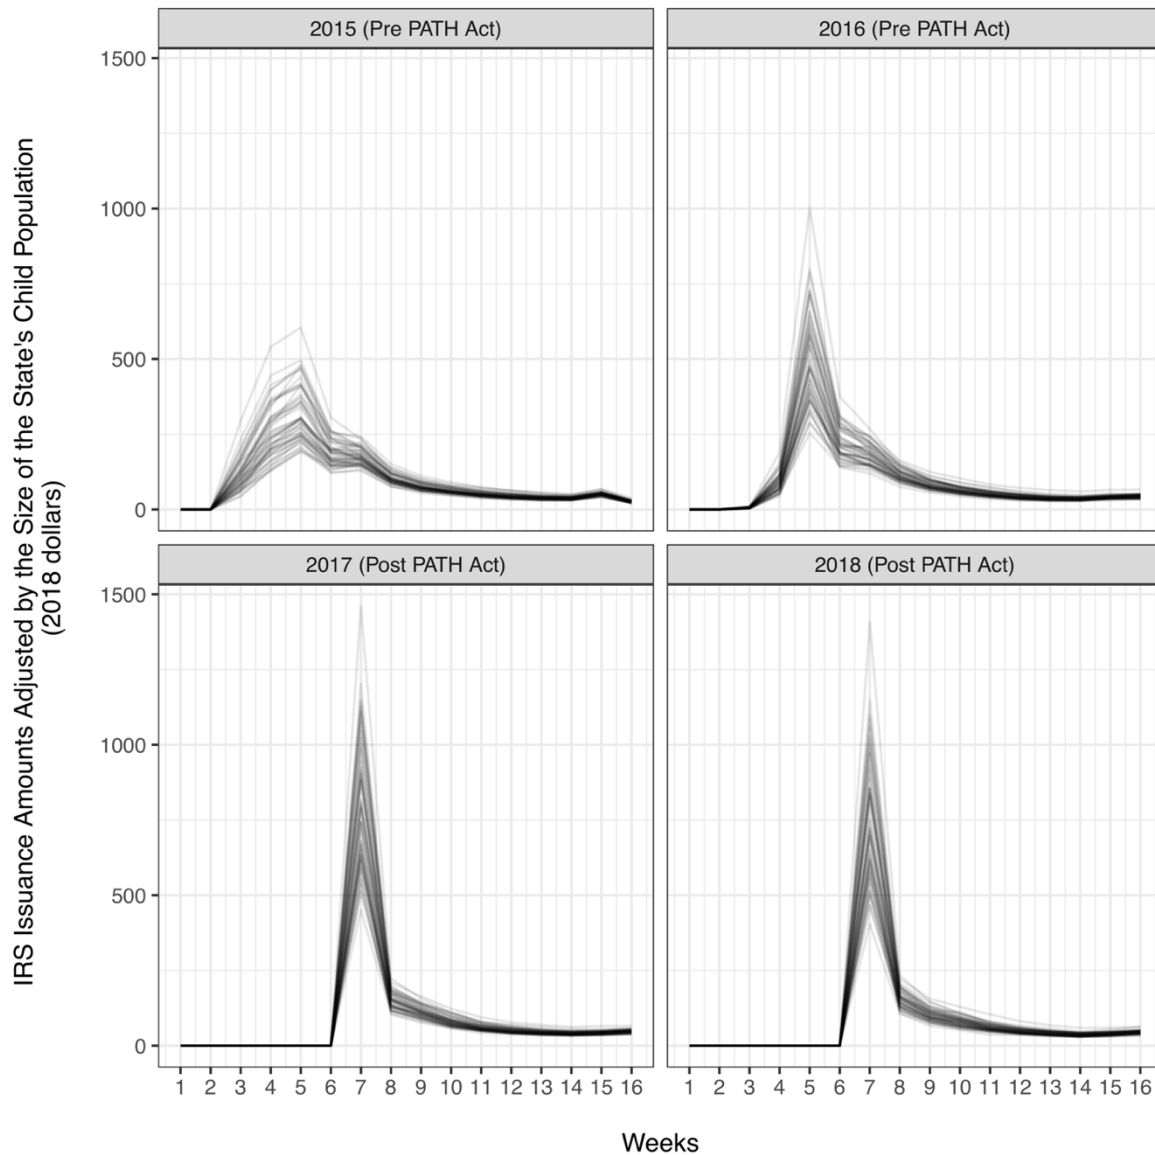 IRS Issuance Amounts Adjusted by the Size of the State's Child Population
(2018 dollars)
2015 (Pre PATH Act)
2016 (Pre PATH Act)
1500
1000
500
0
2017 (Post PATH Act)
2018 (Post PATH Act)
1500
1000
500
0
1 2 3 4 5 6 7 8 9 10 11 12 13 14 15 16
1 2 3 4 5 6 7 8 9 10 11 12 13 14 15 16
Weeks